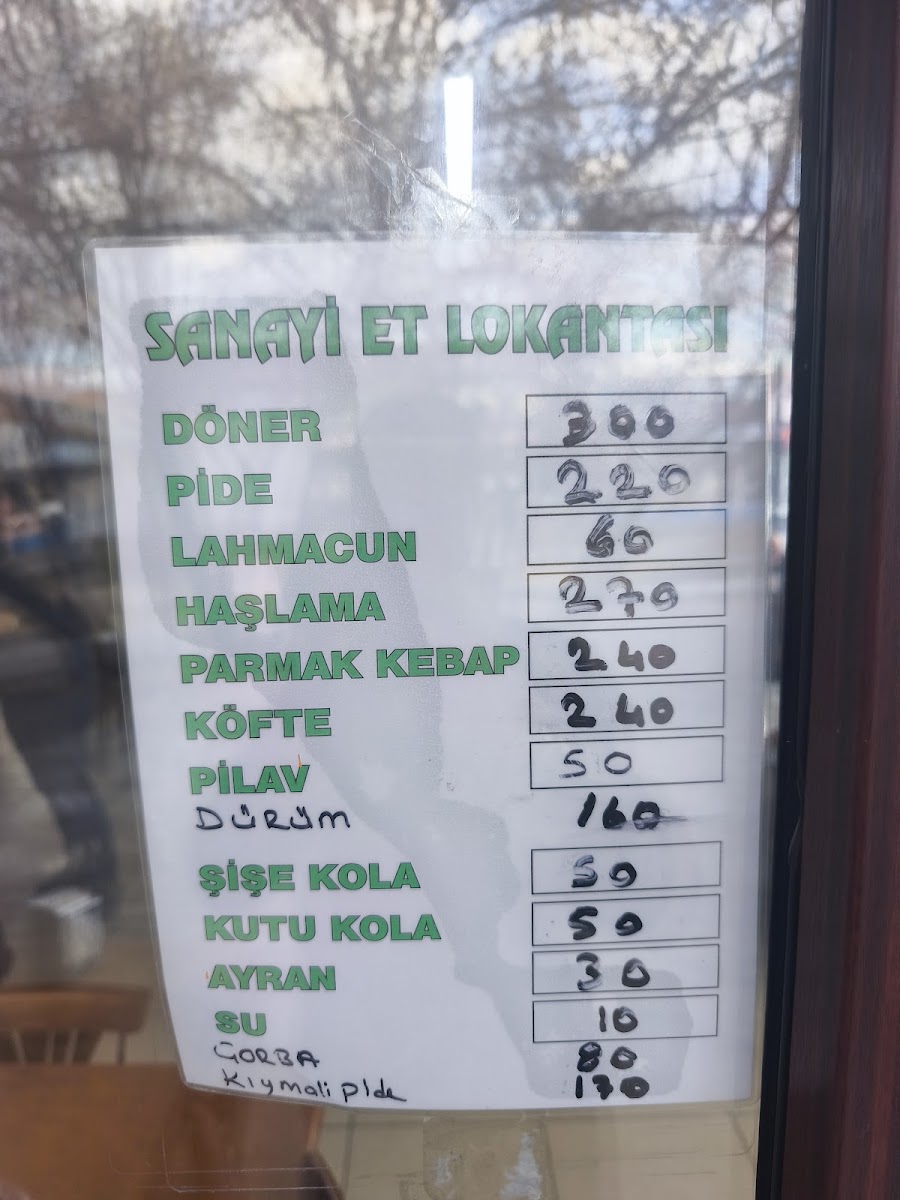 SANAYİ ET LOKANTASI
DÖNER 300
PİDE 220
LAHMACUN 60
HAŞLAMA 270
PARMAK KEBAP 240
KÖFTE 240
PİLAV 50
DÜRÜM 160
ŞİŞE KOLA 50
KUTU KOLA 50
AYRAN 30
SU 10
ÇORBA 80
Kıymali pide 170